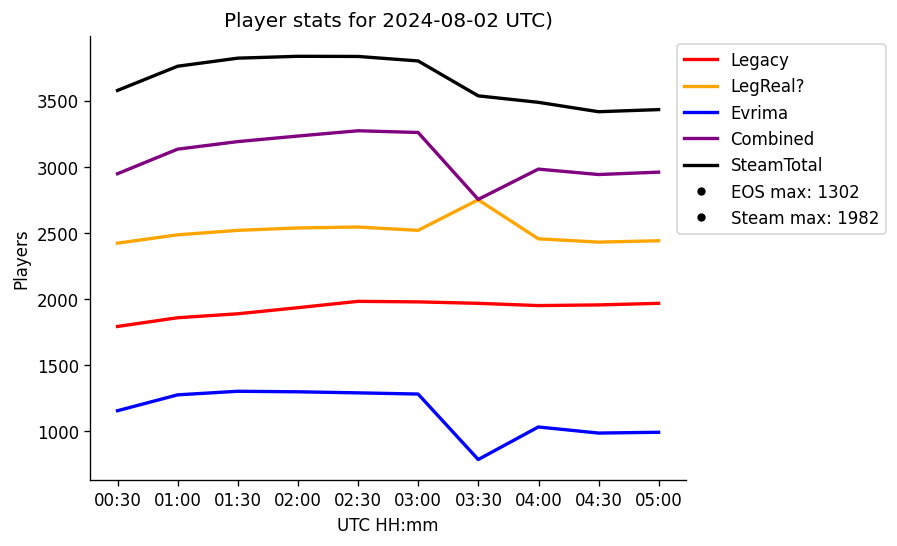 Player stats for 2024-08-02 UTC)
Legacy
LegReal?
Evrima
Combined
SteamTotal
EOS max: 1302
Steam max: 1982
Players
3500
3000
2500
2000
1500
1000
00:30 01:00 01:30 02:00 02:30 03:00 03:30 04:00 04:30 05:00
UTC HH:mm